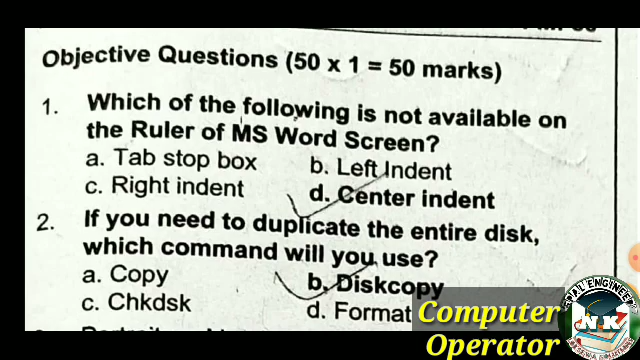 Objective Questions (50 x 1 = 50 marks)
1. Which of the following is not available on
the Ruler of MS Word Screen?
a. Tab stop box b. Left Indent
c. Right indent d. Center indent
2. If you need to duplicate the entire disk,
which command will you use?
a. Copy b. Diskcopy
c. Chkdsk d. Format
Computer
Operator
NK